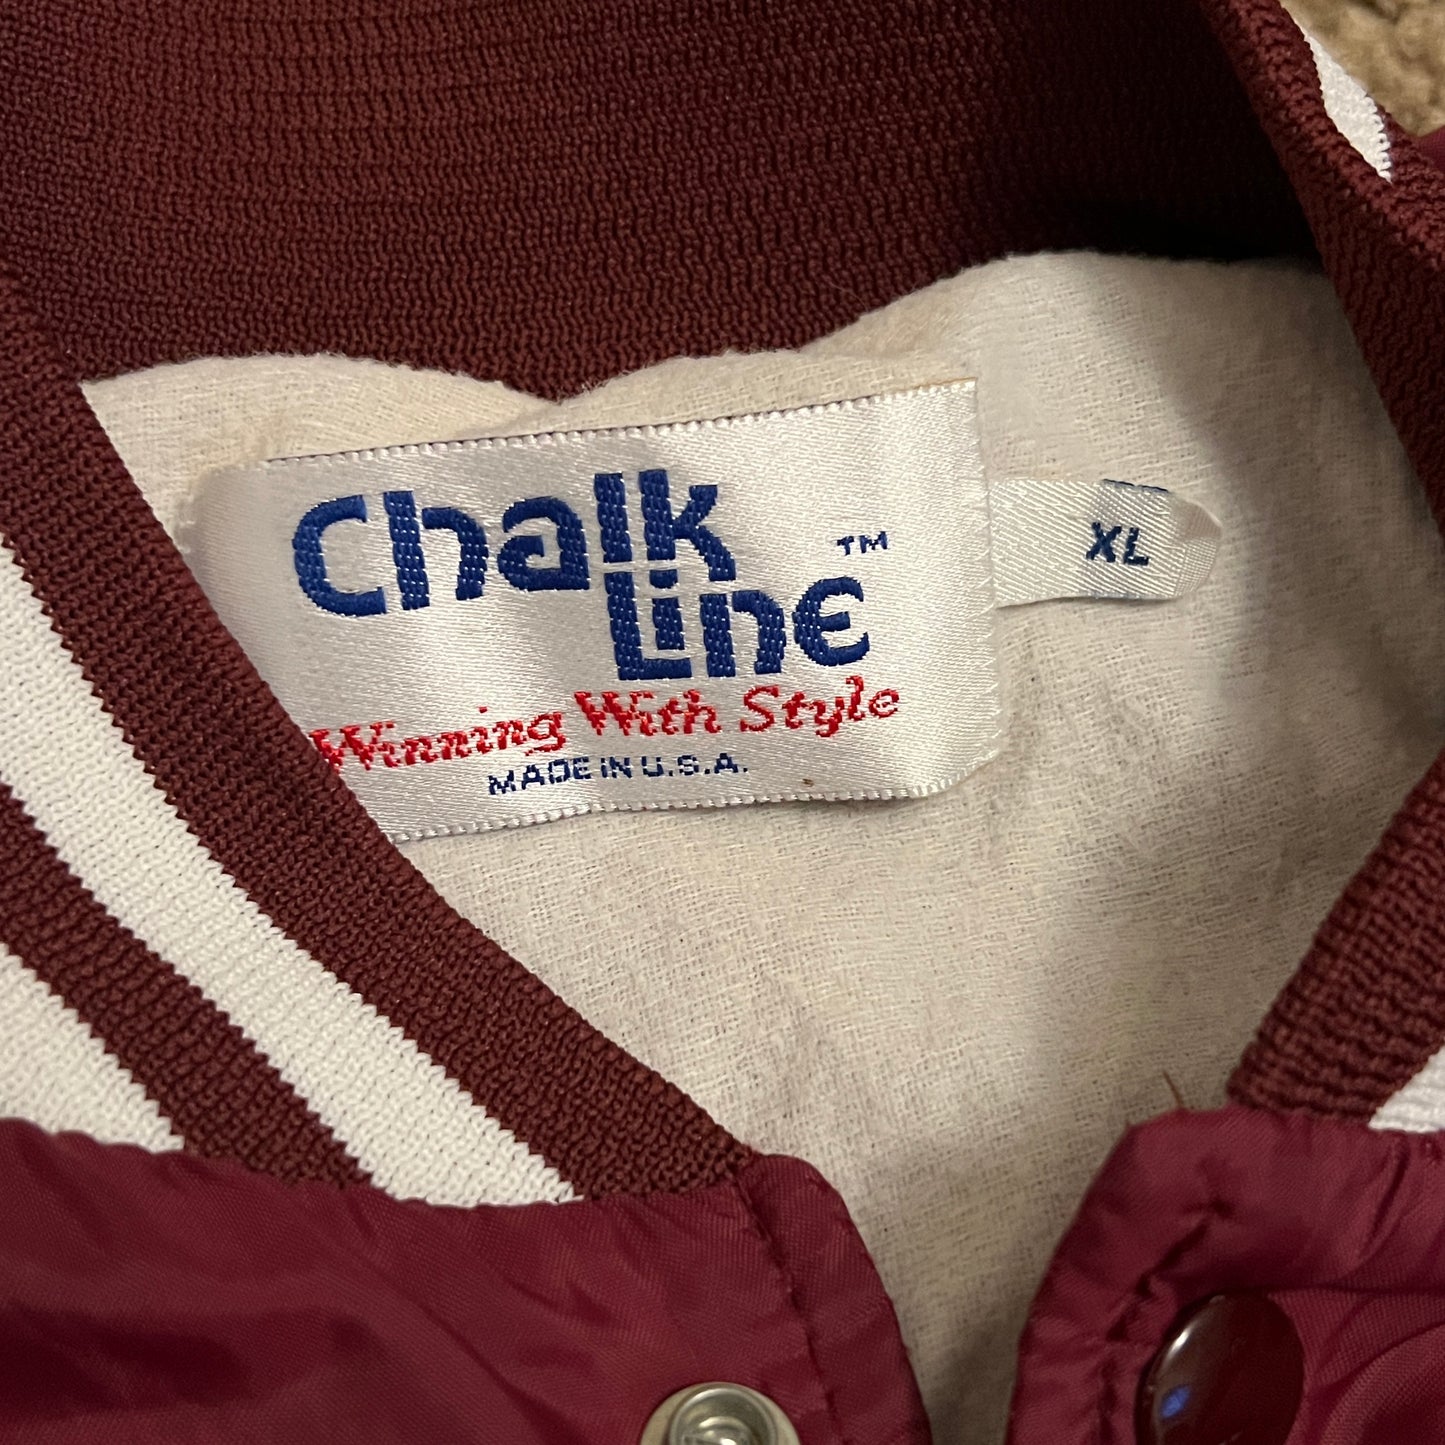 Chalk
Line ™
Winning With Style
MADE IN U.S.A.
XL